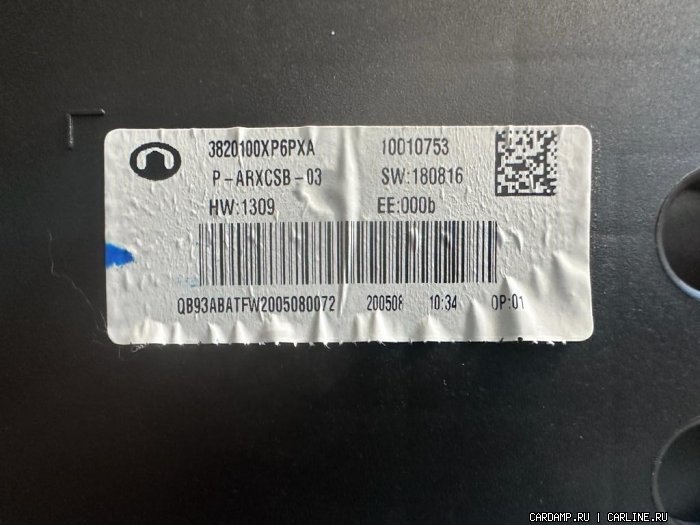 3820100XP6PXA 10010753
P-ARXCSB-03 SW:180816
HW:1309 EE:000b
QB93ABATFW2005080072 200508 10:34 OP:01
CARDAMP.RU | CARLINE.RU